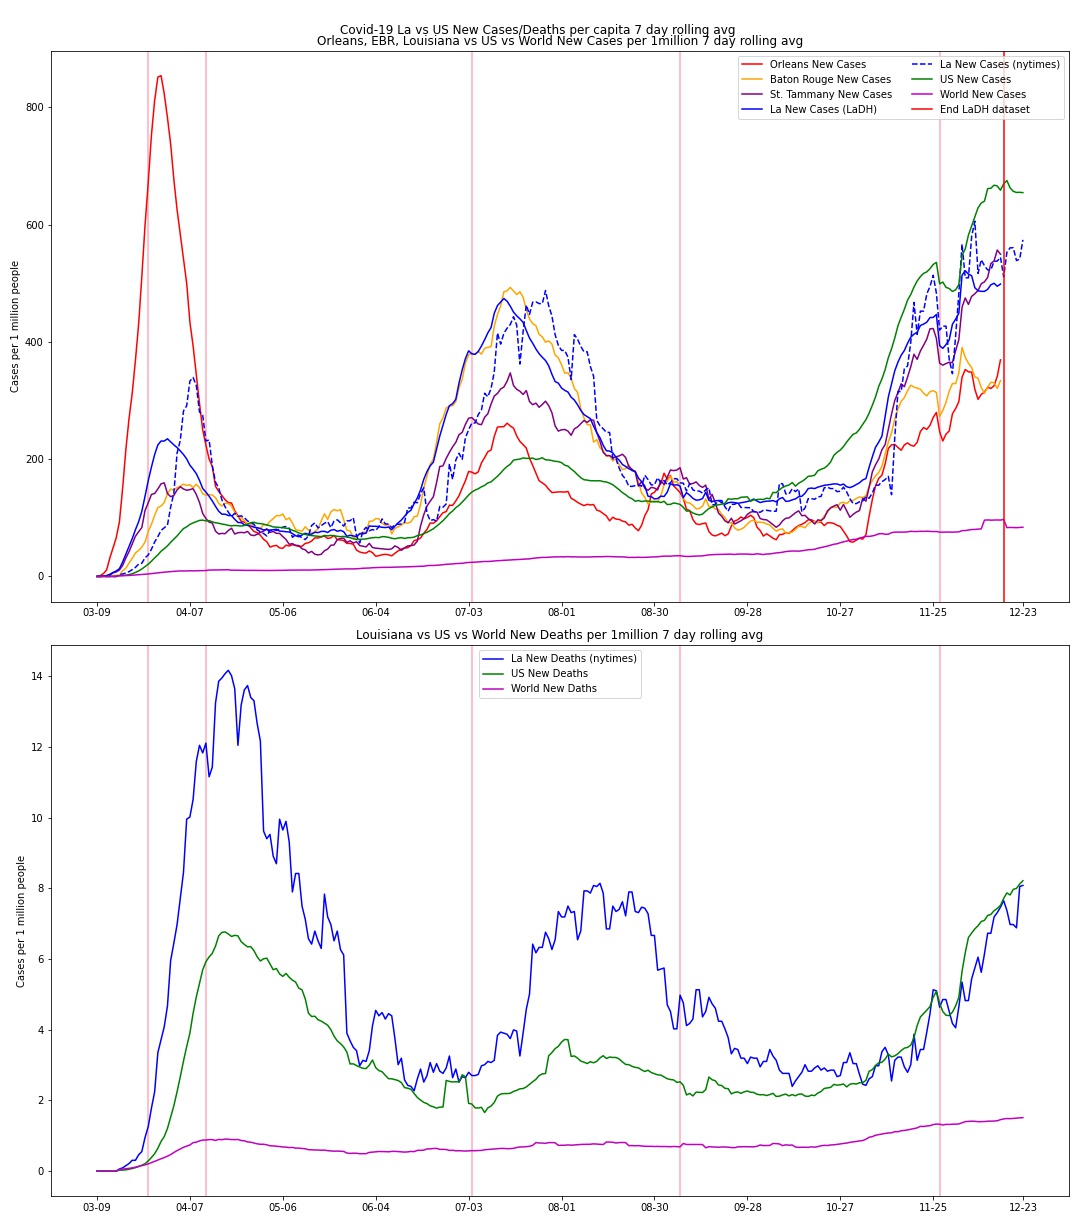 Covid-19 La vs US New Cases/Deaths per capita 7 day rolling avg
Orleans, EBR, Louisiana vs US vs World New Cases per 1million 7 day rolling avg
Orleans New Cases
Baton Rouge New Cases
St. Tammany New Cases
La New Cases (LaDH)
La New Cases (nytimes)
US New Cases
World New Cases
End LaDH dataset
Cases per 1 million people
800
600
400
200
0
03-09 04-07 05-06 06-04 07-03 08-01 08-30 09-28 10-27 11-25 12-23
Louisiana vs US vs World New Deaths per 1million 7 day rolling avg
La New Deaths (nytimes)
US New Deaths
World New Daths
Cases per 1 million people
14
12
10
8
6
4
2
0
03-09 04-07 05-06 06-04 07-03 08-01 08-30 09-28 10-27 11-25 12-23